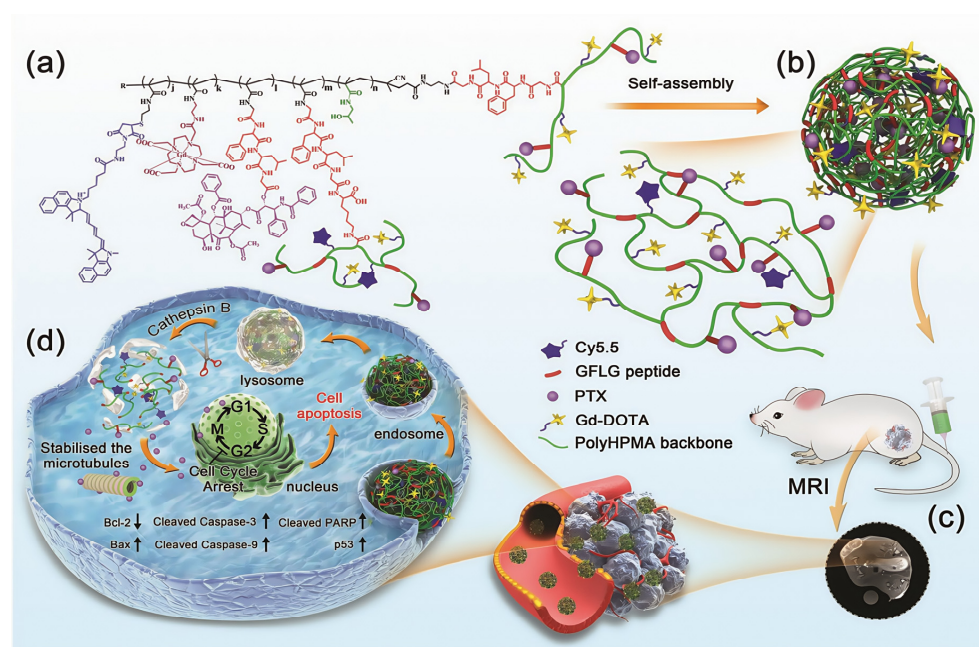 (a)
Self-assembly
(b)
Cy5.5
GFLG peptide
PTX
Gd-DOTA
PolyHPMA backbone
MRI
(c)
(d)
Cathepsin B
lysosome
endosome
Cell
apoptosis
G1
S
G2
M
Cell Cycle
Arrest
nucleus
Stabilised the
microtubules
Bcl-2 ↓ Cleaved Caspase-3 ↑ Cleaved PARP ↑
Bax ↑ Cleaved Caspase-9 ↑ p53 ↑